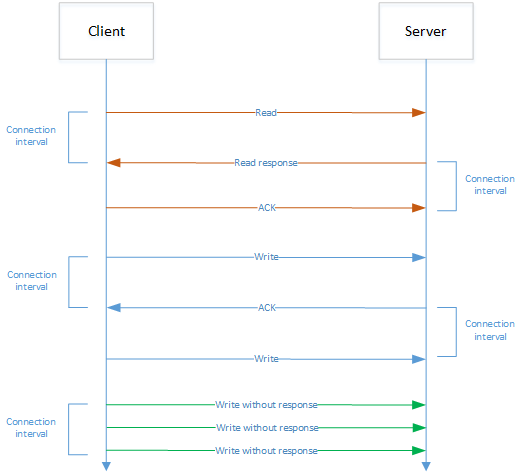 Client
Server
Read
Connection
interval
Read response
Connection
interval
ACK
Write
Connection
interval
ACK
Connection
interval
Write
Write without response
Connection
interval
Write without response
Write without response